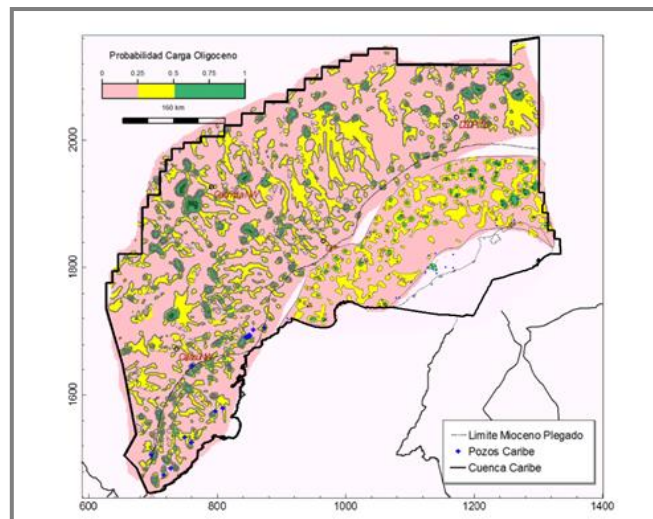 Probabilidad Carga Oligoceno
0 0.25 0.5 0.75 1
160 km
2000
1800
1600
600 800 1000 1200 1400
Limite Mioceno Plegado
Pozos Caribe
Cuenca Caribe